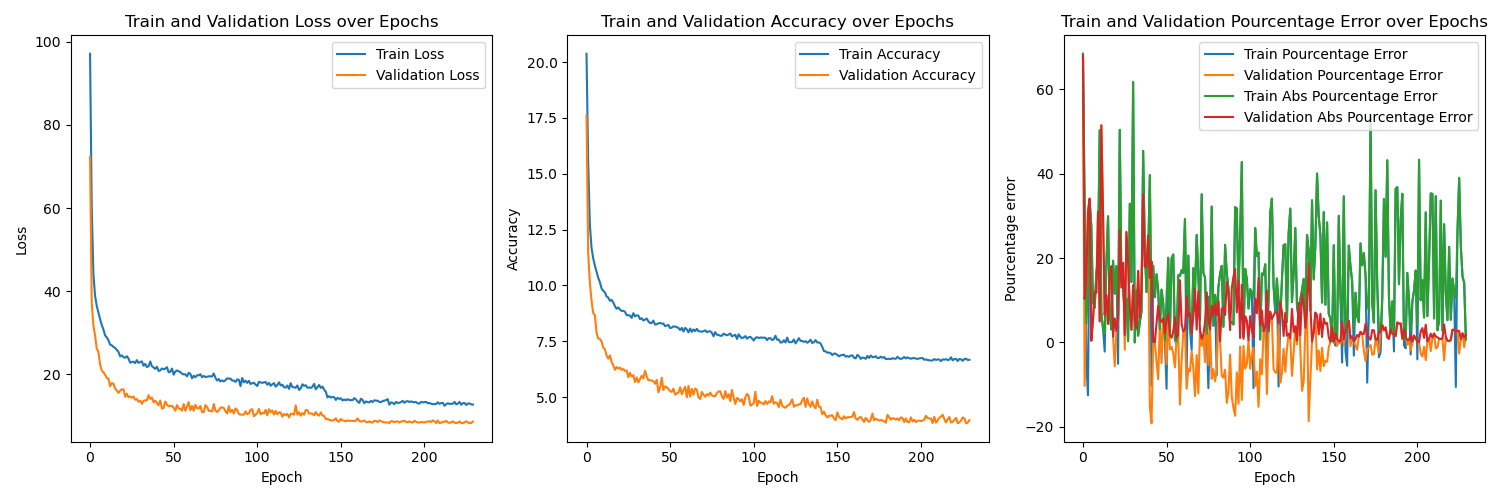 Train and Validation Loss over Epochs
Train Loss
Validation Loss
100
80
60
40
20
Loss
0
50
100
150
200
Epoch
Train and Validation Accuracy over Epochs
Train Accuracy
Validation Accuracy
20.0
17.5
15.0
12.5
10.0
7.5
5.0
Accuracy
0
50
100
150
200
Epoch
Train and Validation Pourcentage Error over Epochs
Train Pourcentage Error
Validation Pourcentage Error
Train Abs Pourcentage Error
Validation Abs Pourcentage Error
60
40
20
0
−20
Pourcentage error
0
50
100
150
200
Epoch